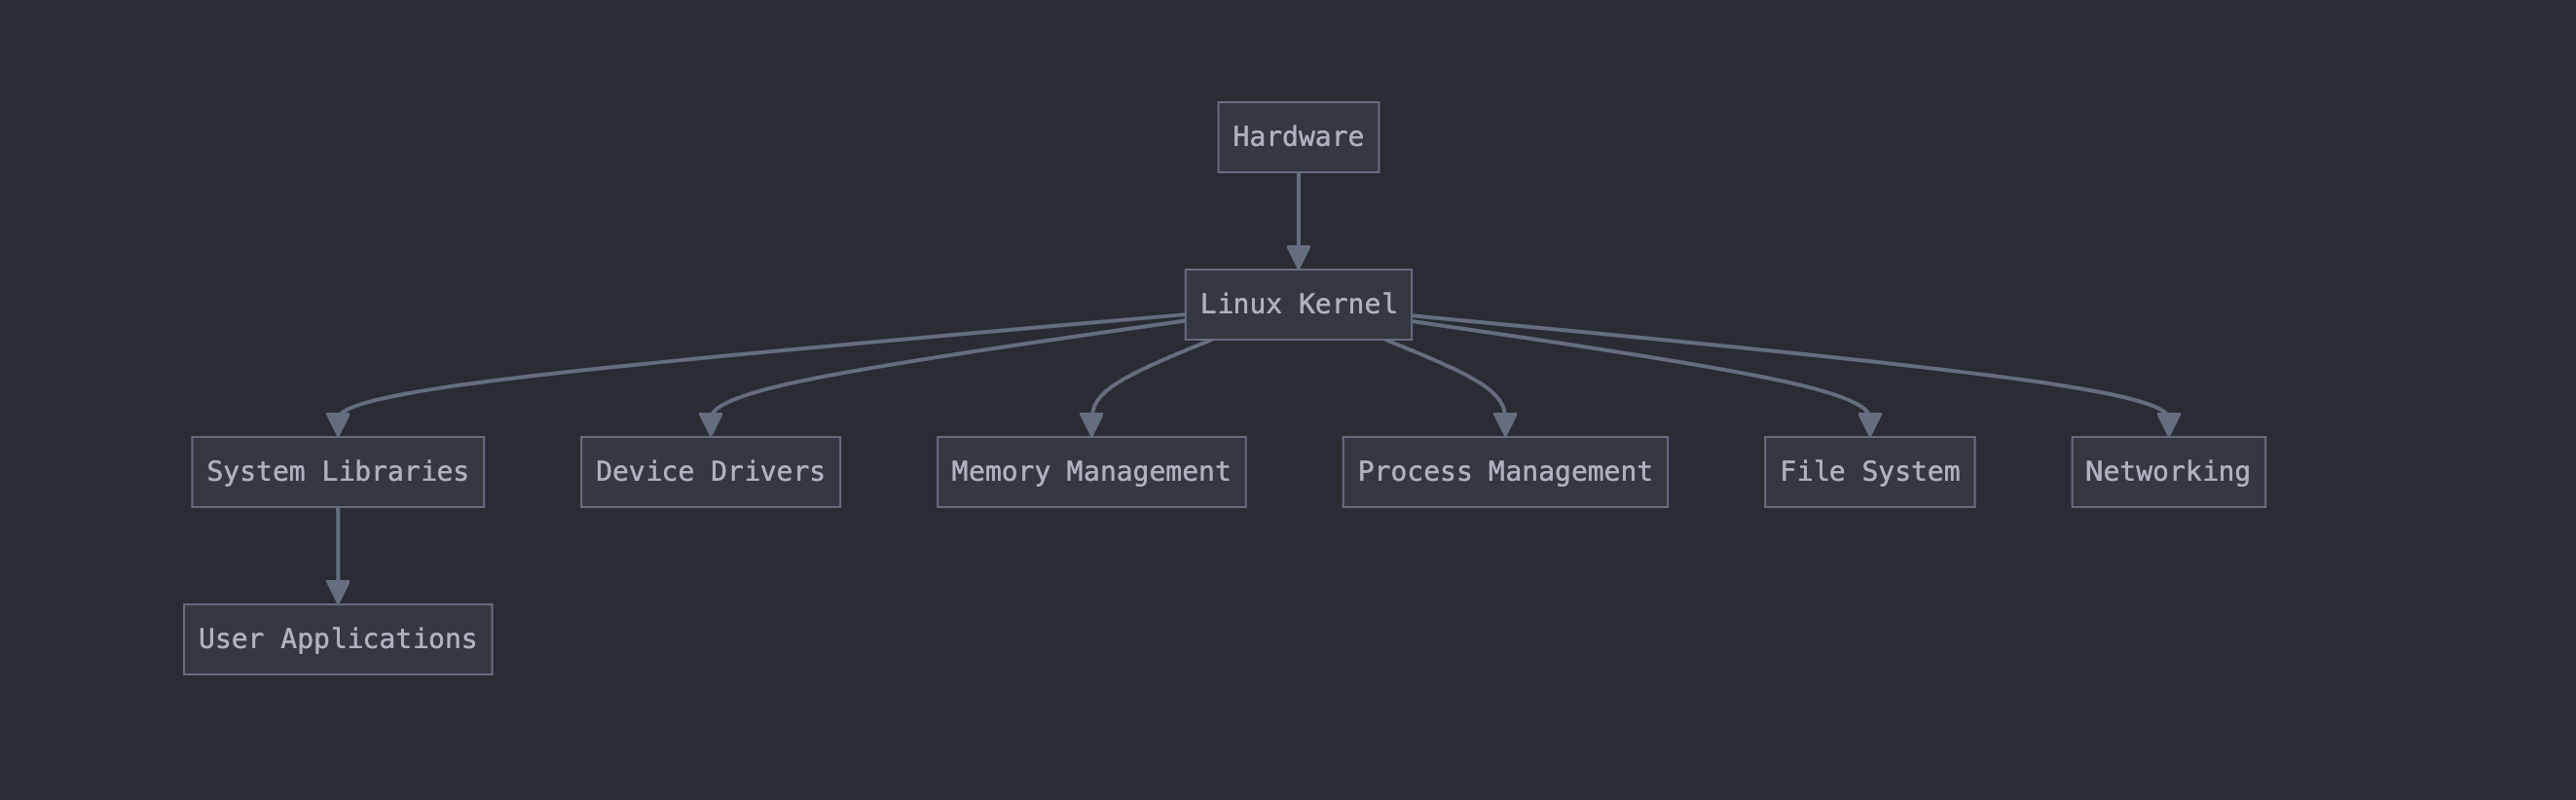 Hardware
Linux Kernel
System Libraries
Device Drivers
Memory Management
Process Management
File System
Networking
User Applications